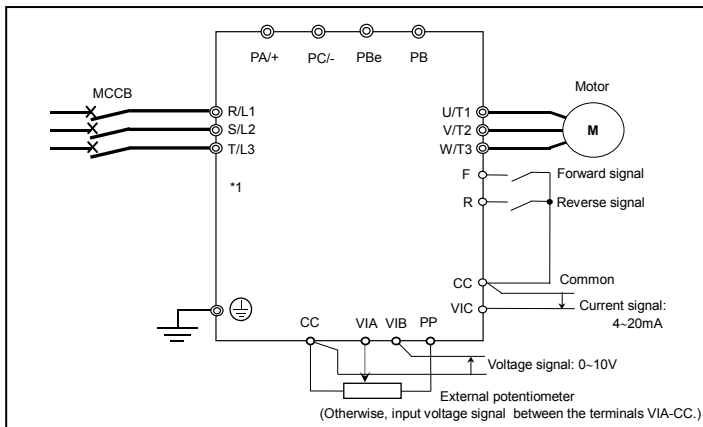 PA/+ PC/- PBe PB
MCCB
Motor
R/L1
U/T1
S/L2
V/T2
M
T/L3
W/T3
F
Forward signal
*1
R
Reverse signal
CC
Common
VIC
Current signal:
4~20mA
CC VIA VIB PP
Voltage signal: 0~10V
External potentiometer
(Otherwise, input voltage signal between the terminals VIA-CC.)